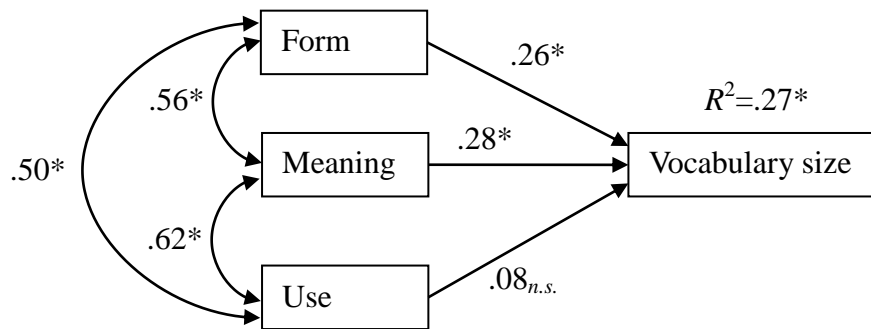 Form
.26*
R²=.27*
.56*
Meaning
.28*
Vocabulary size
.50*
.62*
Use
.08n.s.